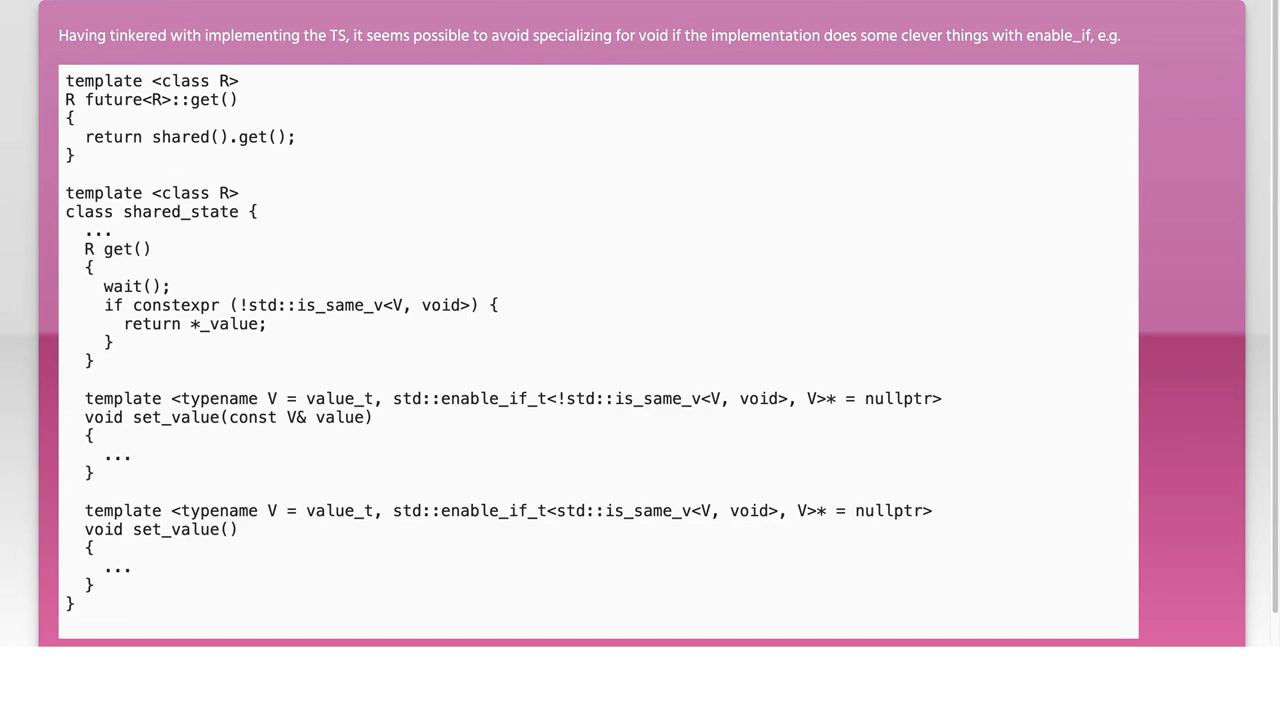 Having tinkered with implementing the TS, it seems possible to avoid specializing for void if the implementation does some clever things with enable_if, e.g.
template <class R>
R future<R>::get()
{
  return shared().get();
}
template <class R>
class shared_state {
  ...
  R get()
  {
    wait();
    if constexpr (!std::is_same_v<V, void>) {
      return *_value;
    }
  }
  template <typename V = value_t, std::enable_if_t<!std::is_same_v<V, void>, V>* = nullptr>
  void set_value(const V& value)
  {
    ...
  }
  template <typename V = value_t, std::enable_if_t<std::is_same_v<V, void>, V>* = nullptr>
  void set_value()
  {
    ...
  }
}